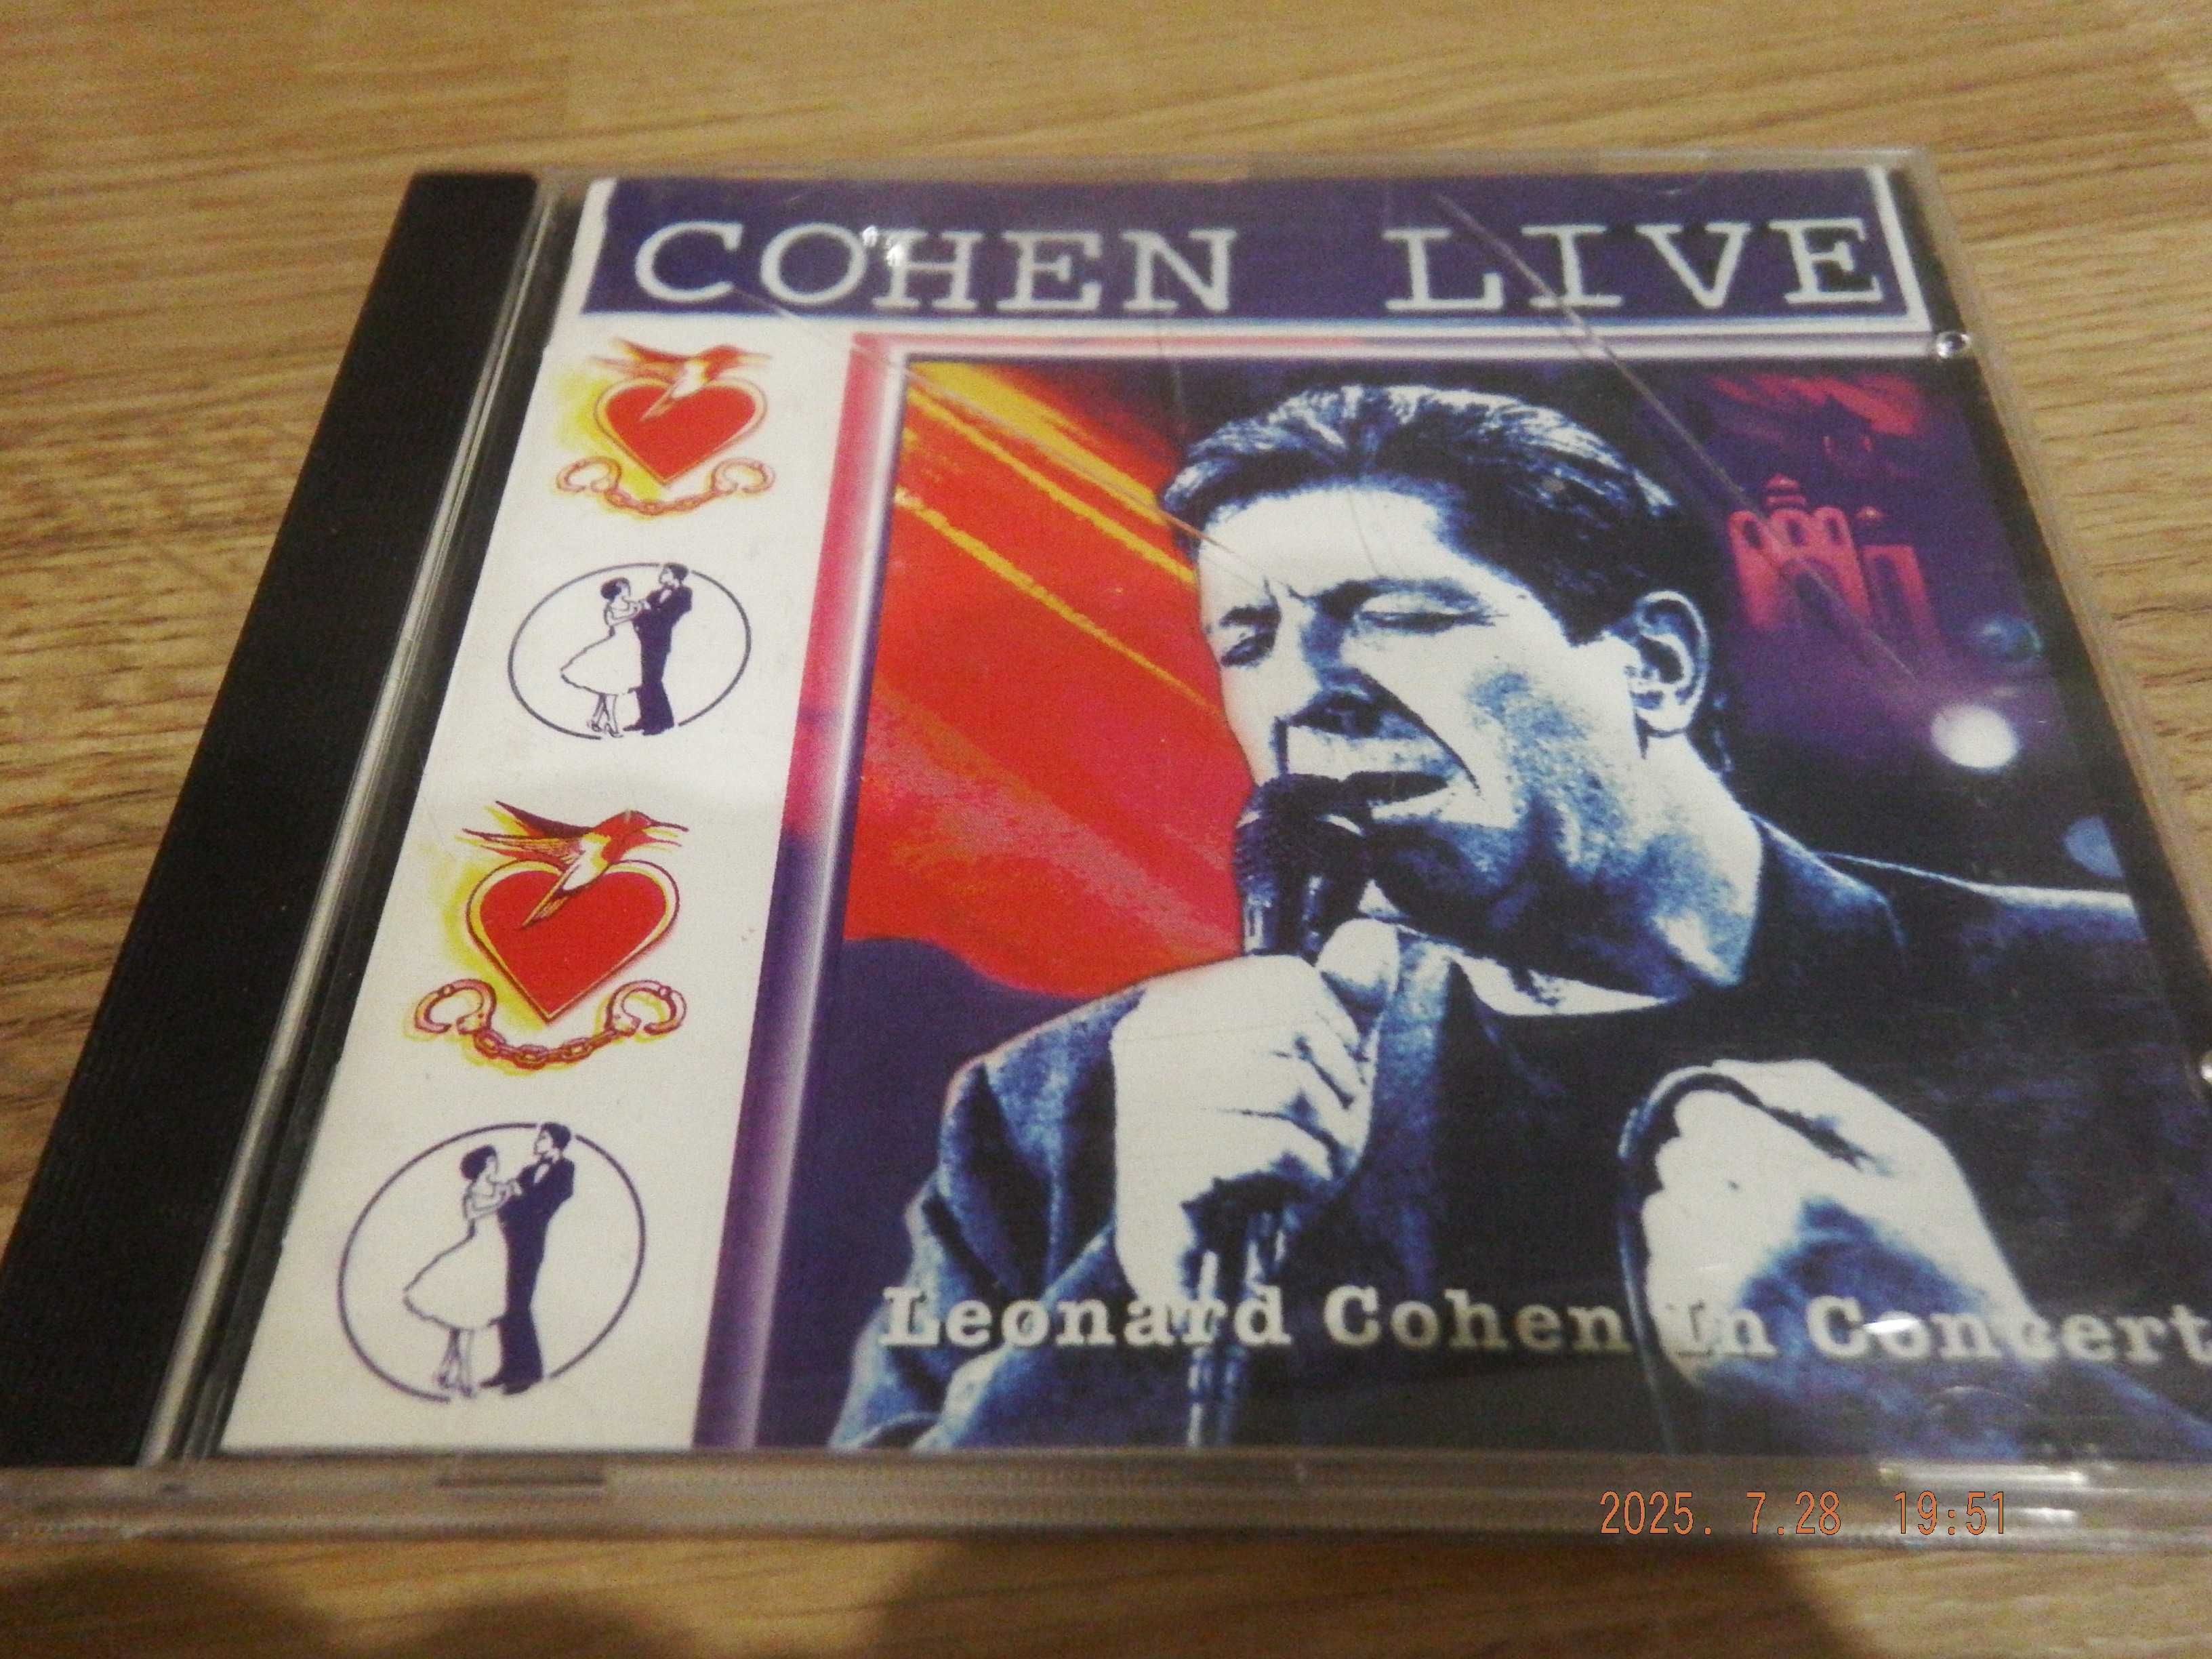 COHEN LIVE
Leonard Cohen In Concert
2025. 7.28 19:51